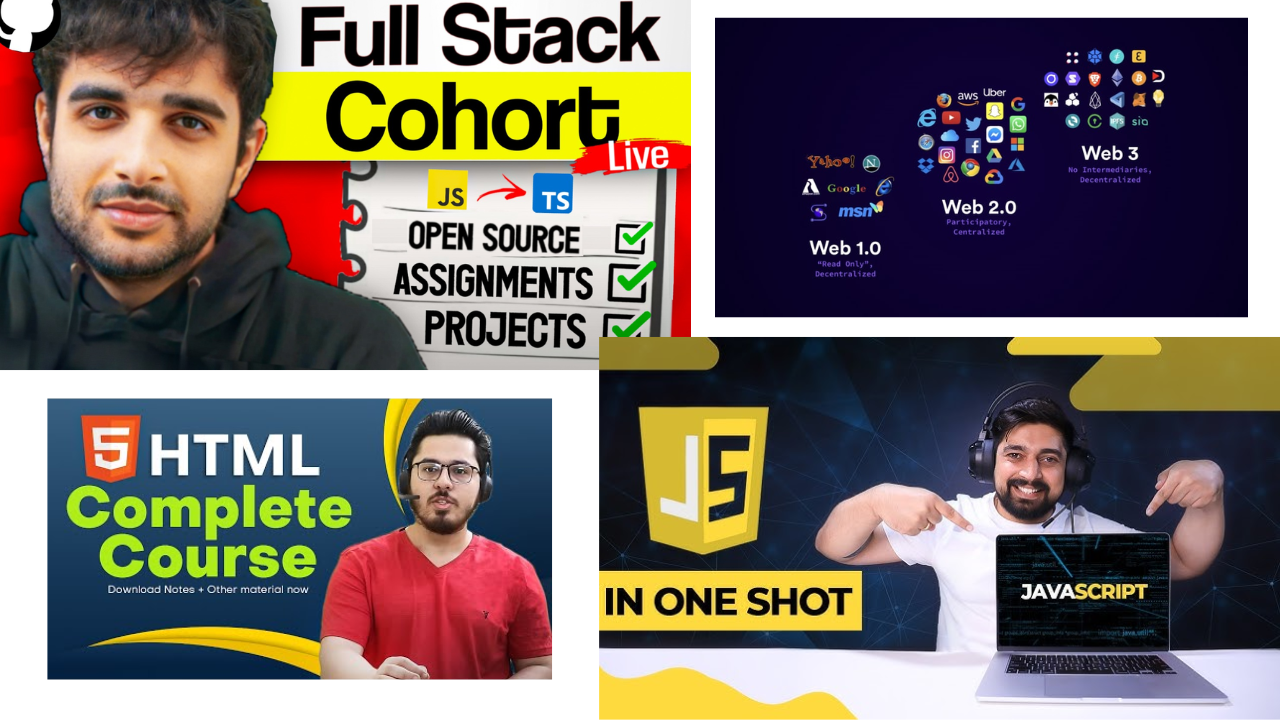 Full Stack
Cohort
Live
JS
TS
OPEN SOURCE
ASSIGNMENTS
PROJECTS
aws
Uber
sia
Yahoo!
N
Google
msn
Web 3
No Intermediaries,
Decentralized
Web 2.0
Participatory,
Centralized
Web 1.0
"Read Only",
Decentralized
5 HTML
Complete
Course
Download Notes + Other material now
JS
IN ONE SHOT
JAVASCRIPT